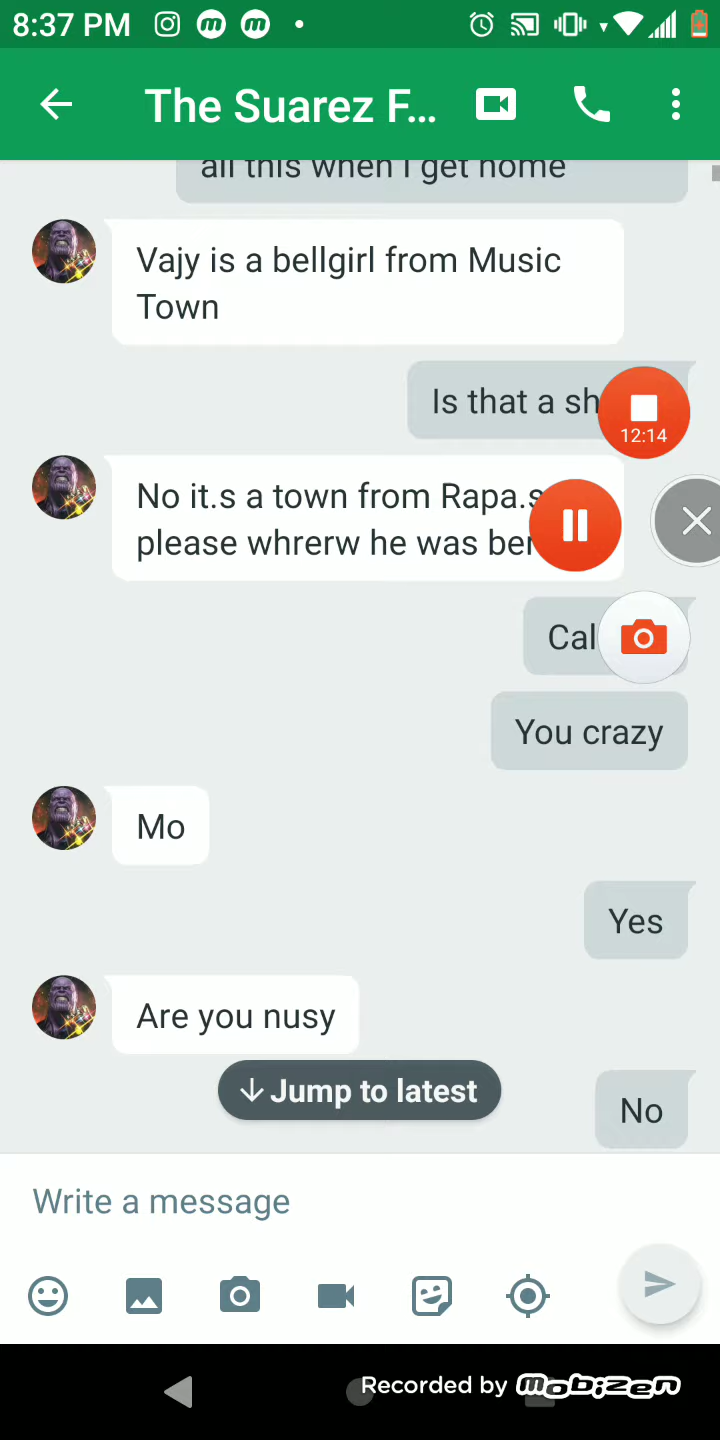 8:37 PM
The Suarez F...
all this when I get home
Vajy is a bellgirl from Music
Town
Is that a sh
12:14
No it.s a town from Rapa.s
please whrerw he was ber
Cal
You crazy
Mo
Yes
Are you nusy
Jump to latest
No
Write a message
Recorded by mobizen